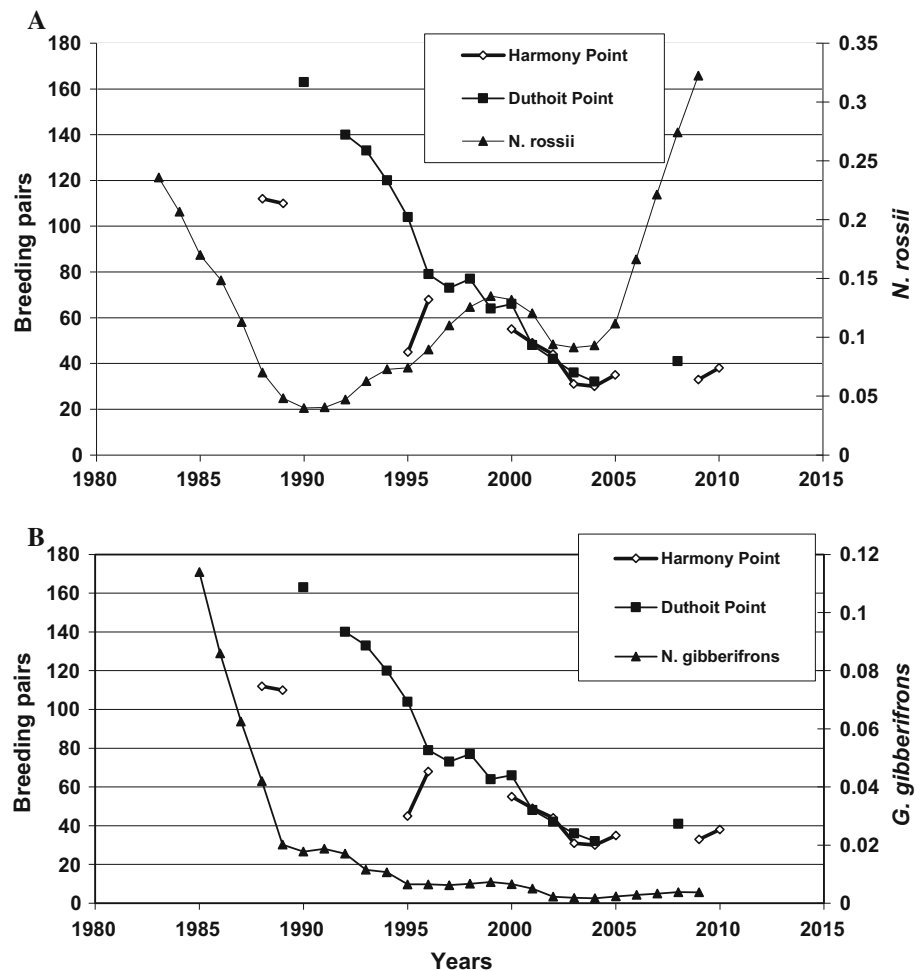 A
180
160
140
120
100
80
60
40
20
0
Breeding pairs
Harmony Point
Duthoit Point
N. rossii
0.35
0.3
0.25
0.2
0.15
0.1
0.05
0
N. rossii
1980 1985 1990 1995 2000 2005 2010 2015
B
180
160
140
120
100
80
60
40
20
0
Breeding pairs
Harmony Point
Duthoit Point
N. gibberifrons
0.12
0.1
0.08
0.06
0.04
0.02
0
G. gibberifrons
1980 1985 1990 1995 2000 2005 2010 2015
Years